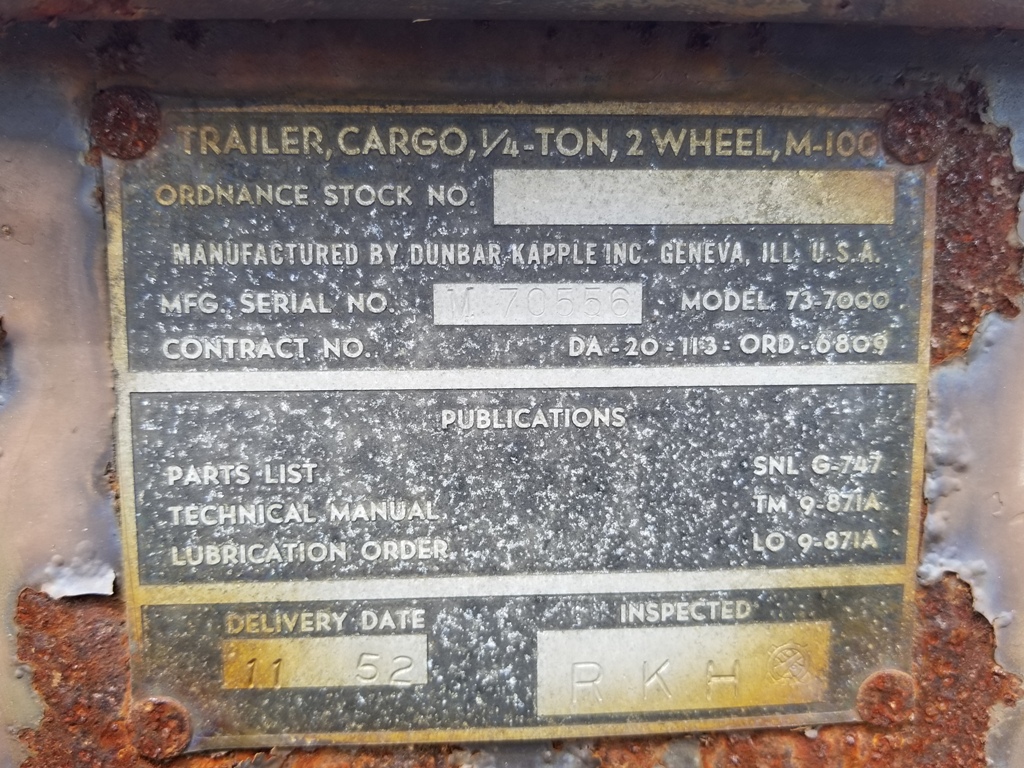 TRAILER, CARGO, 1/4-TON, 2 WHEEL, M-100
ORDNANCE STOCK NO.
MANUFACTURED BY DUNBAR KAPPLE INC. GENEVA, ILL. U.S.A.
MFG. SERIAL NO. M 70556 MODEL 73-7000
CONTRACT NO. DA-20-113-ORD-6809
PUBLICATIONS
PARTS LIST SNL G-747
TECHNICAL MANUAL TM 9-871A
LUBRICATION ORDER LO 9-871A
DELIVERY DATE INSPECTED
11 52 R K H